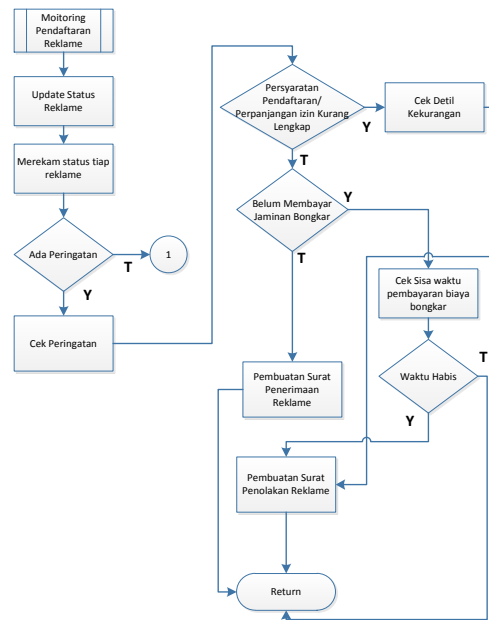 Moitoring
Pendaftaran
Reklame
Update Status
Reklame
Merekam status tiap
reklame
Ada Peringatan
T
1
Y
Cek Peringatan
Persyaratan
Pendaftaran/
Perpanjangan izin Kurang
Lengkap
Y
Cek Detil
Kekurangan
T
Belum Membayar
Jaminan Bongkar
Y
T
Cek Sisa waktu
pembayaran biaya
bongkar
Waktu Habis
T
Y
Pembuatan Surat
Penerimaan
Reklame
Pembuatan Surat
Penolakan Reklame
Return